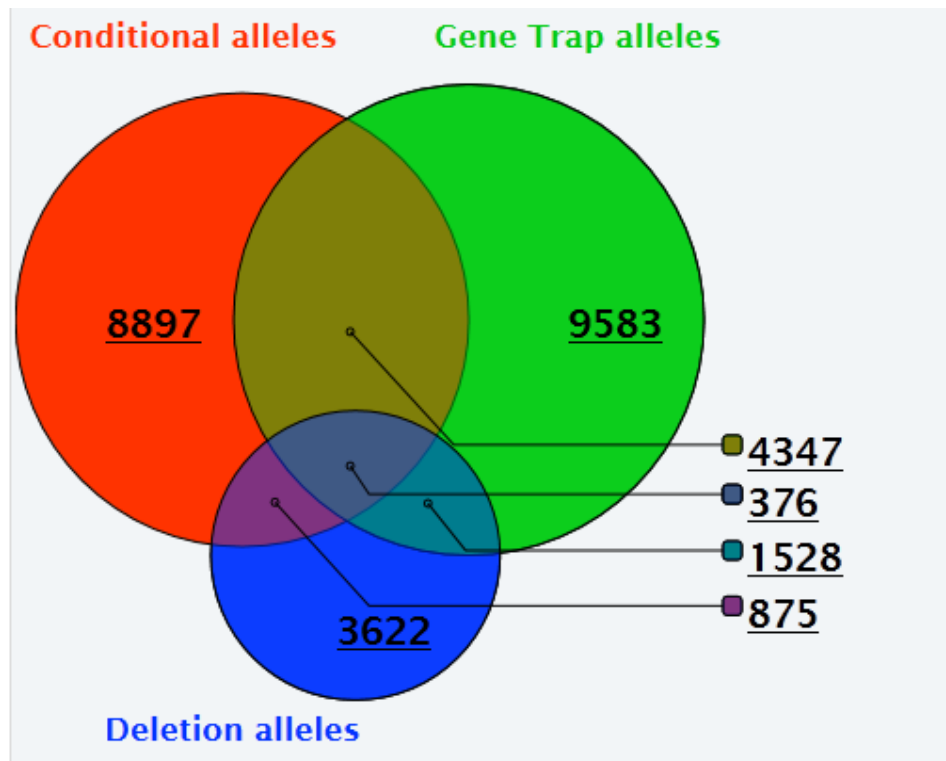 Conditional alleles
Gene Trap alleles
8897
9583
4347
376
1528
875
3622
Deletion alleles